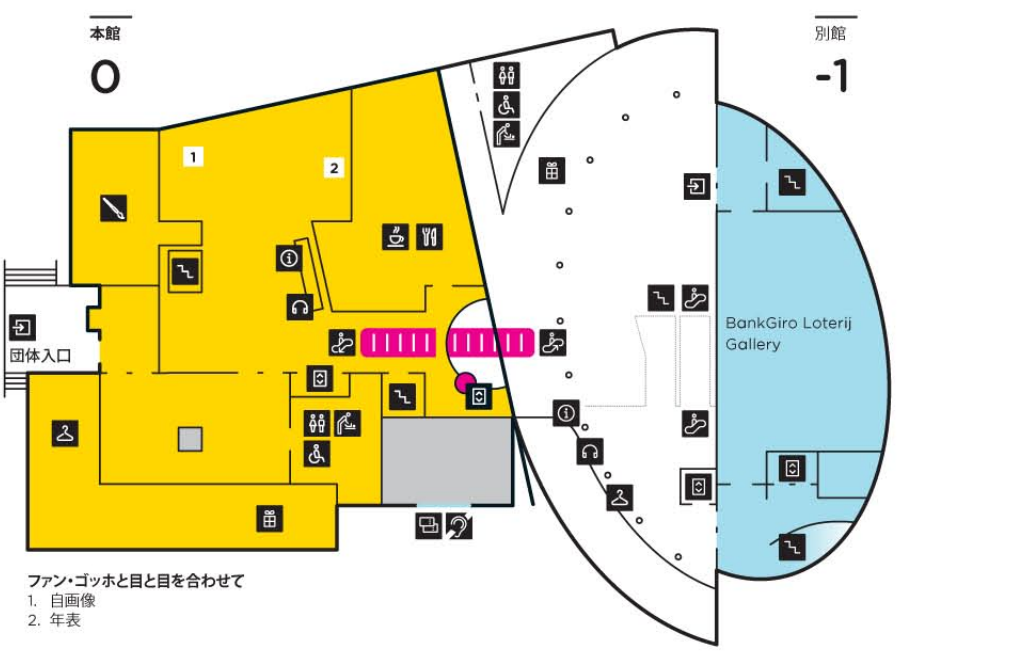 本館
0
別館
-1
1
2
BankGiro Loterij
Gallery
団体入口
ファン・ゴッホと目と目を合わせて
1. 自画像
2. 年表